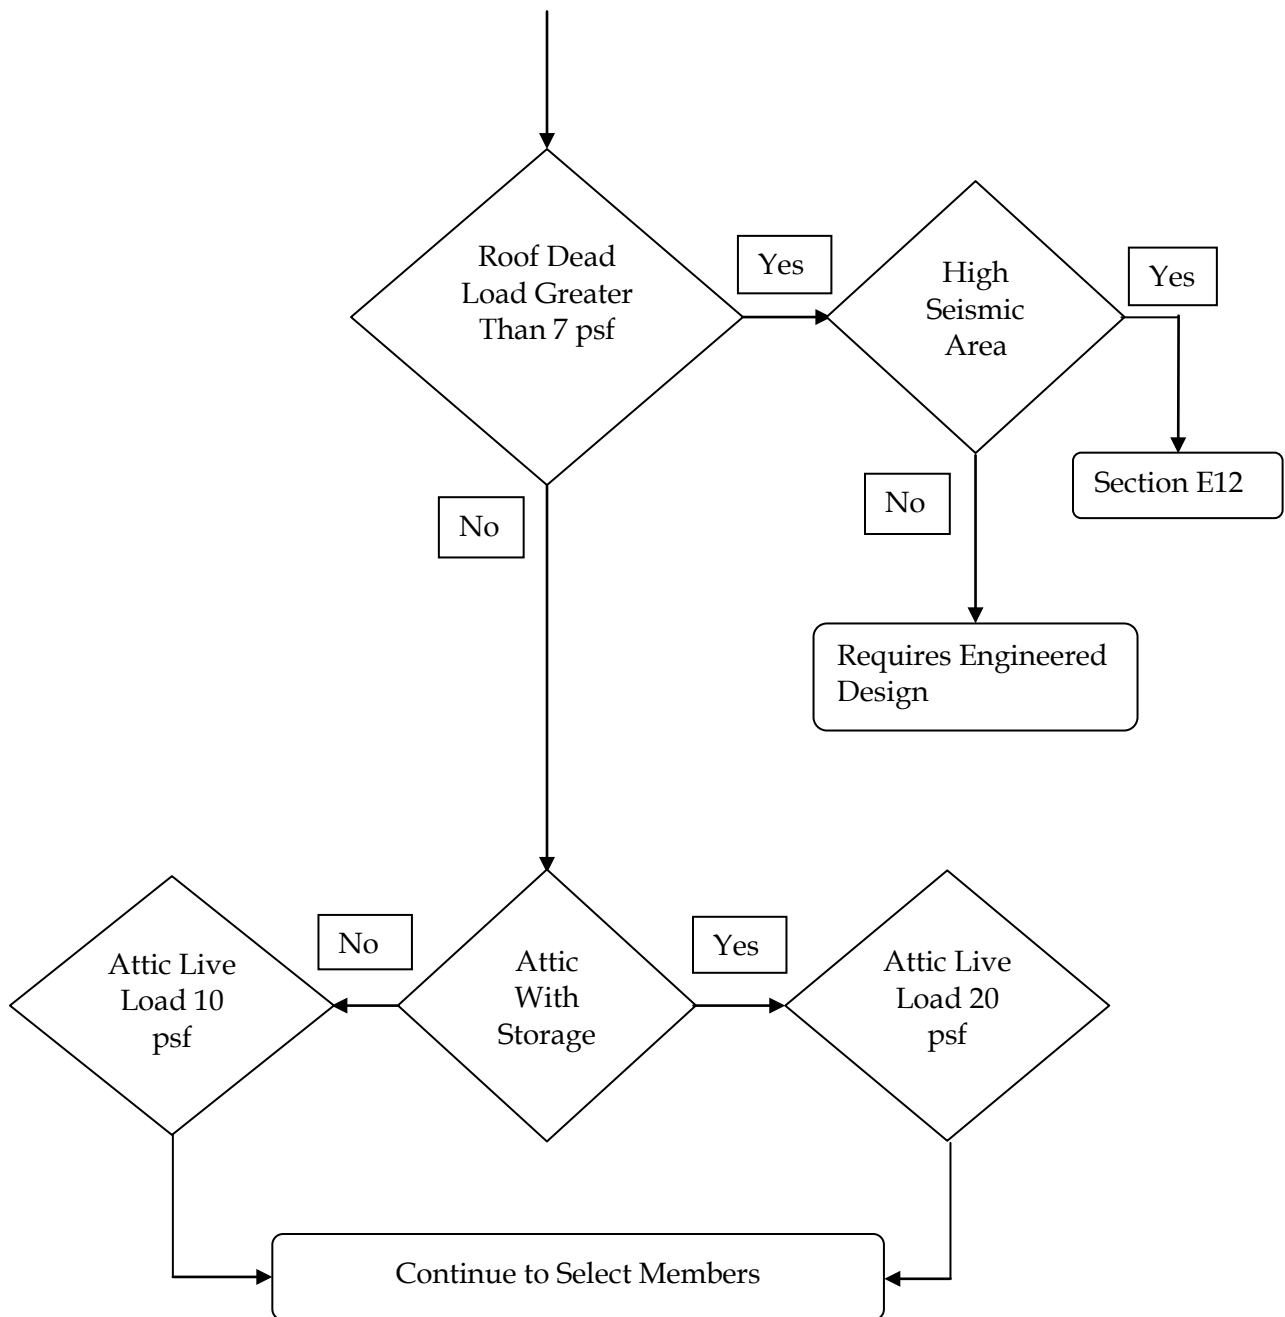 Roof Dead
Load Greater
Than 7 psf
Yes
High
Seismic
Area
Yes
Section E12
No
No
Requires Engineered
Design
Attic Live
Load 10
psf
No
Attic
With
Storage
Yes
Attic Live
Load 20
psf
Continue to Select Members